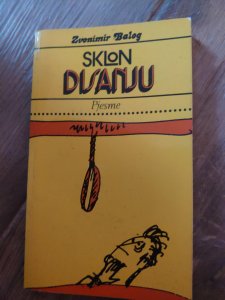 Zvonimir Balog
SKLON
DISANJU
Pjesme